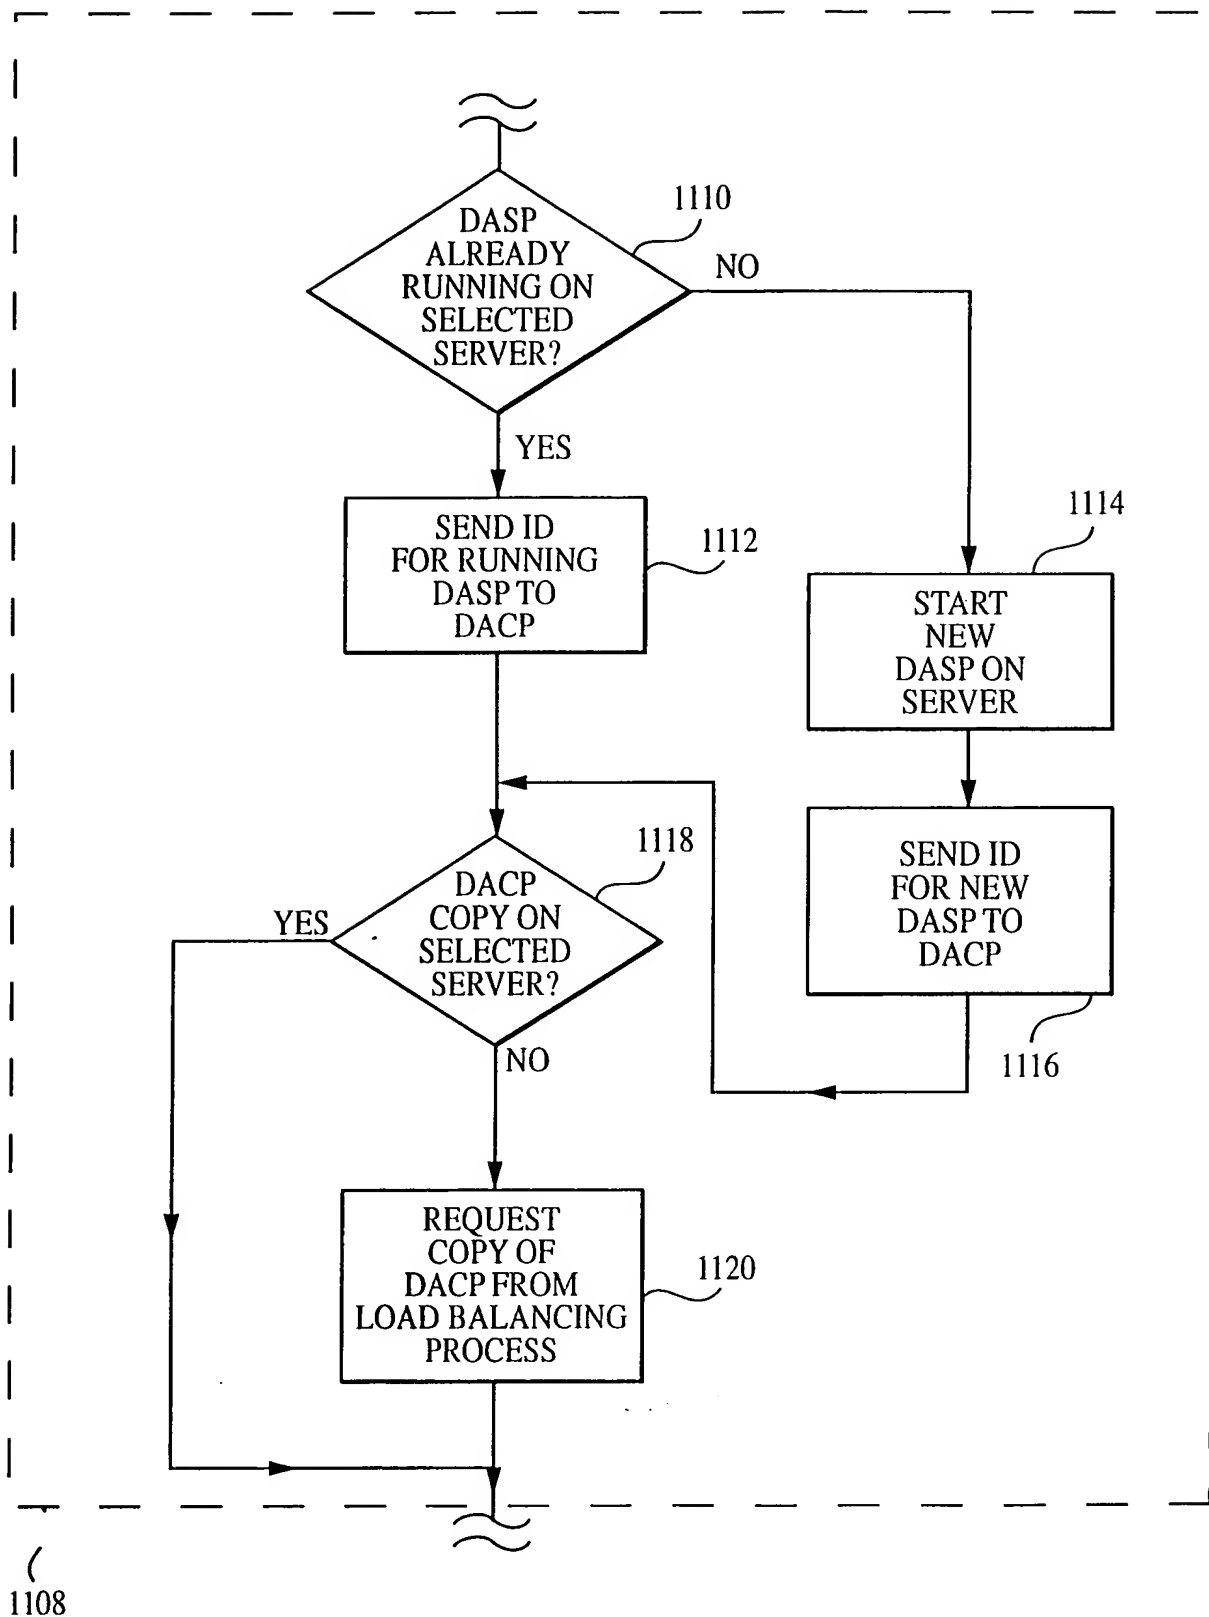 1110
DASP
ALREADY
RUNNING ON
SELECTED
SERVER?
NO
YES
SEND ID
FOR RUNNING
DASP TO
DACP
1112
1114
START
NEW
DASP ON
SERVER
1118
DACP
COPY ON
SELECTED
SERVER?
YES
NO
SEND ID
FOR NEW
DASP TO
DACP
1116
REQUEST
COPY OF
DACP FROM
LOAD BALANCING
PROCESS
1120
1108